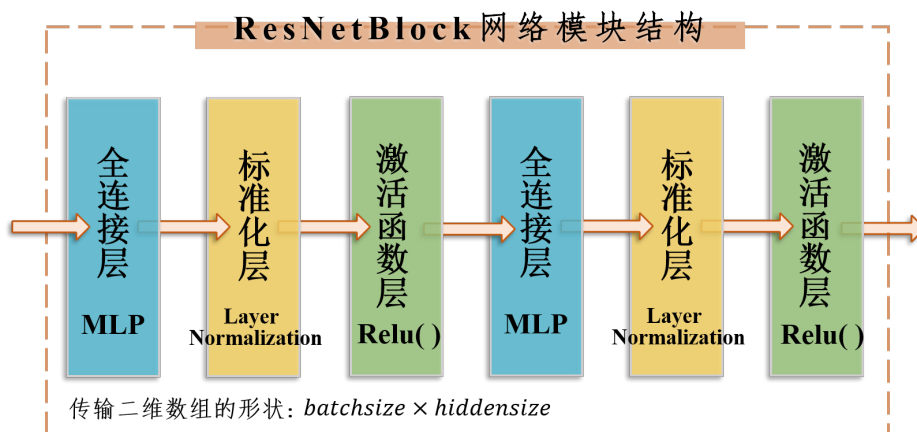 ResNetBlock网络模块结构
全连接层
MLP
标准化层
Layer
Normalization
激活函数层
Relu( )
全连接层
MLP
标准化层
Layer
Normalization
激活函数层
Relu( )
传输二维数组的形状: batchsize × hiddensize